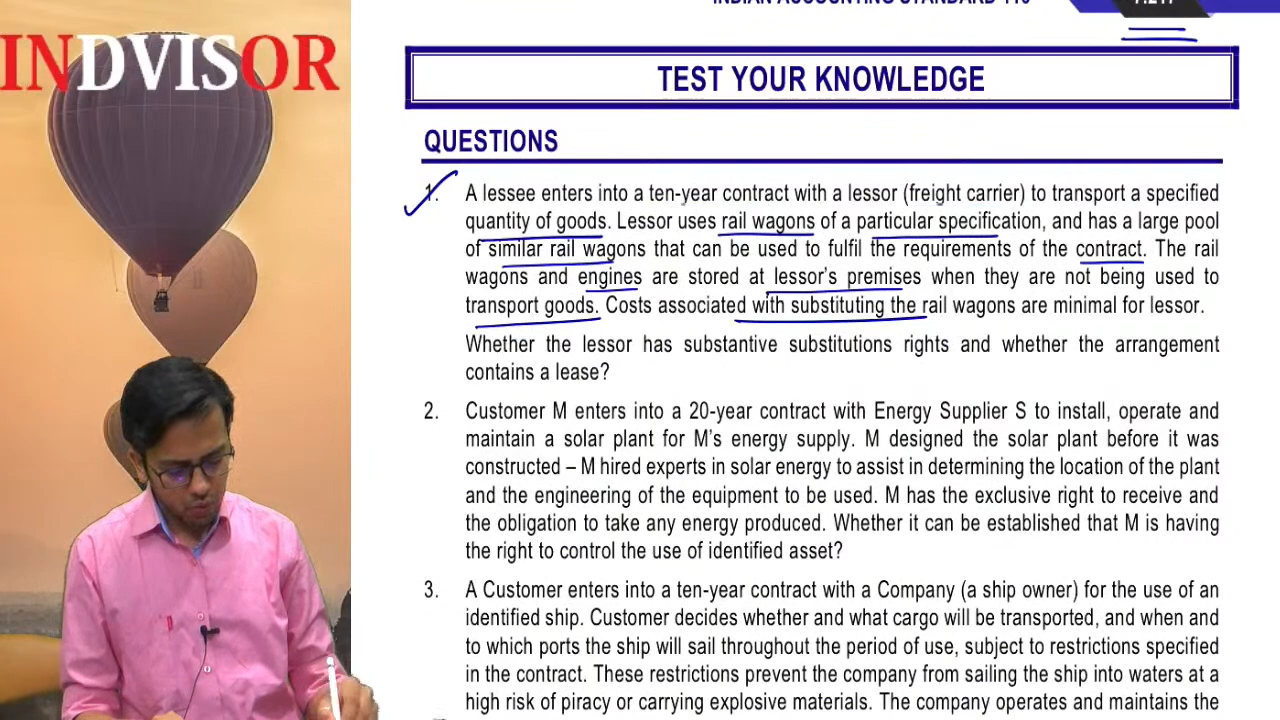 INDIAN ACCOUNTING STANDARD 116
7.217
INDVISOR
TEST YOUR KNOWLEDGE
QUESTIONS
1. A lessee enters into a ten-year contract with a lessor (freight carrier) to transport a specified
quantity of goods. Lessor uses rail wagons of a particular specification, and has a large pool
of similar rail wagons that can be used to fulfil the requirements of the contract. The rail
wagons and engines are stored at lessor's premises when they are not being used to
transport goods. Costs associated with substituting the rail wagons are minimal for lessor.
Whether the lessor has substantive substitutions rights and whether the arrangement
contains a lease?
2. Customer M enters into a 20-year contract with Energy Supplier S to install, operate and
maintain a solar plant for M's energy supply. M designed the solar plant before it was
constructed – M hired experts in solar energy to assist in determining the location of the plant
and the engineering of the equipment to be used. M has the exclusive right to receive and
the obligation to take any energy produced. Whether it can be established that M is having
the right to control the use of identified asset?
3. A Customer enters into a ten-year contract with a Company (a ship owner) for the use of an
identified ship. Customer decides whether and what cargo will be transported, and when and
to which ports the ship will sail throughout the period of use, subject to restrictions specified
in the contract. These restrictions prevent the company from sailing the ship into waters at a
high risk of piracy or carrying explosive materials. The company operates and maintains the